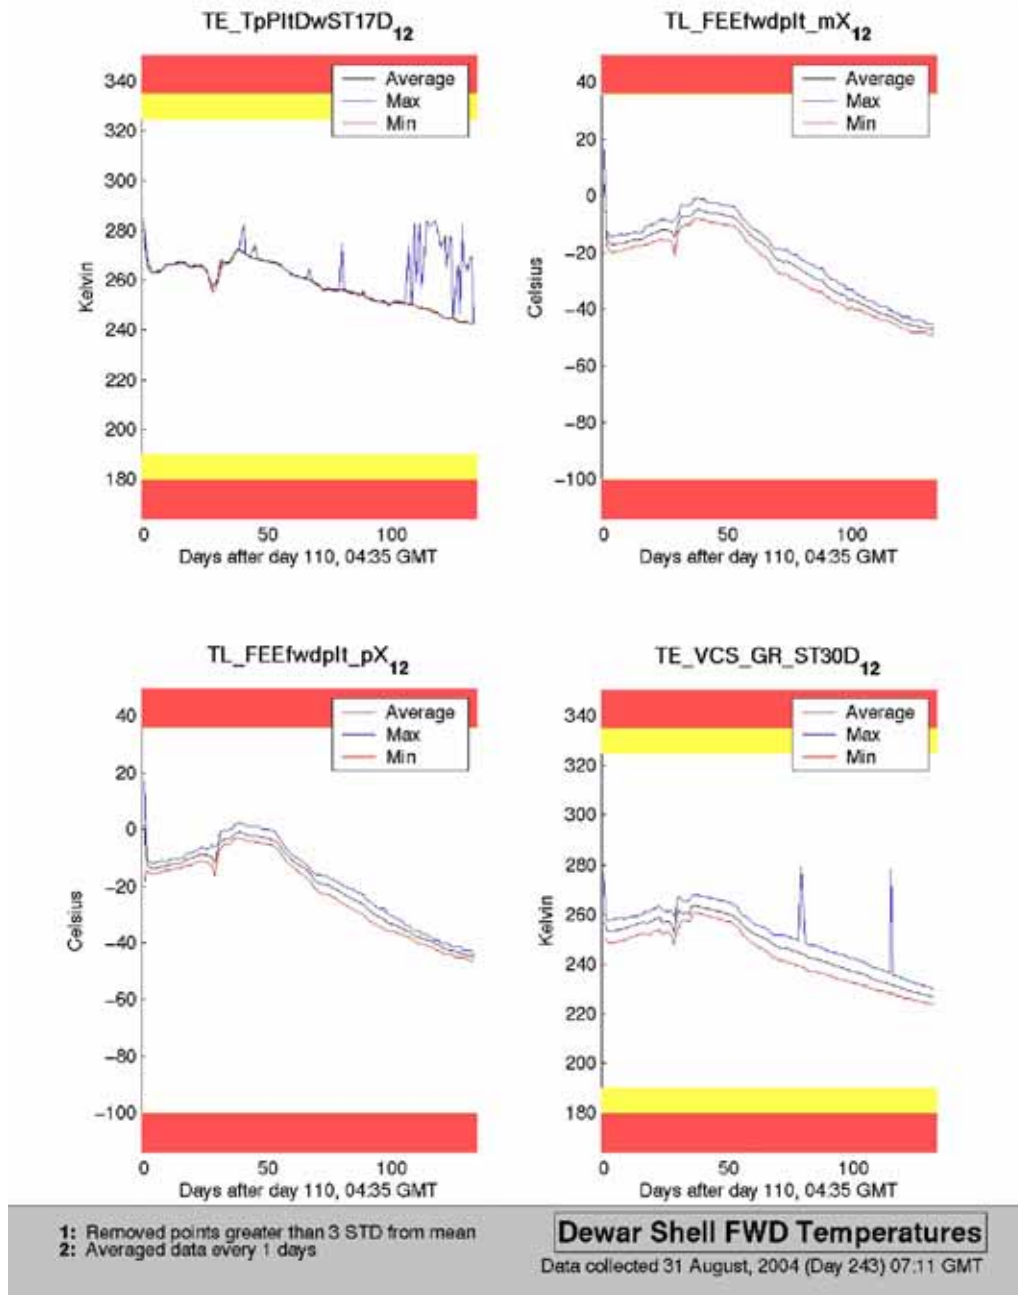 TE_TpPltDwST17D12
340
320
300
280
260
240
220
200
180
Kelvin
Average
Max
Min
0 50 100
Days after day 110, 04:35 GMT
TL_FEEfwdplt_mX12
40
20
0
−20
−40
−60
−80
−100
Celsius
Average
Max
Min
0 50 100
Days after day 110, 04:35 GMT
TL_FEEfwdplt_pX12
40
20
0
−20
−40
−60
−80
−100
Celsius
Average
Max
Min
0 50 100
Days after day 110, 04:35 GMT
TE_VCS_GR_ST30D12
340
320
300
280
260
240
220
200
180
Kelvin
Average
Max
Min
0 50 100
Days after day 110, 04:35 GMT
1: Removed points greater than 3 STD from mean
2: Averaged data every 1 days
Dewar Shell FWD Temperatures
Data collected 31 August, 2004 (Day 243) 07:11 GMT